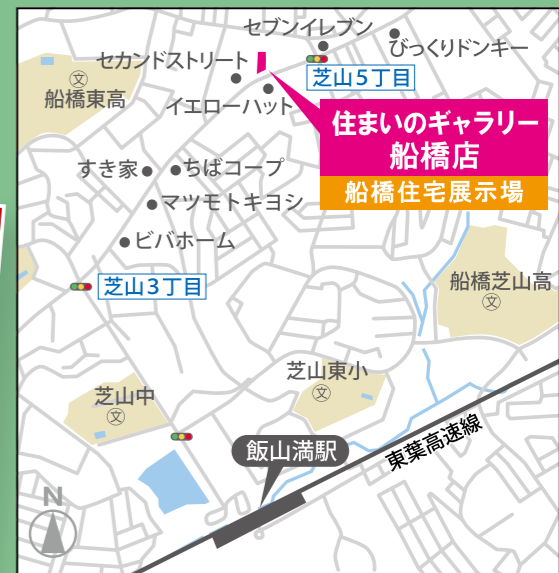 セブンイレブン
びっくりドンキー
セカンドストリート
芝山5丁目
文
船橋東高
イエローハット
住まいのギャラリー
船橋店
船橋住宅展示場
すき家
ちばコープ
マツモトキヨシ
ビバホーム
芝山3丁目
船橋芝山高
文
芝山東小
文
芝山中
文
飯山満駅
東葉高速線
N